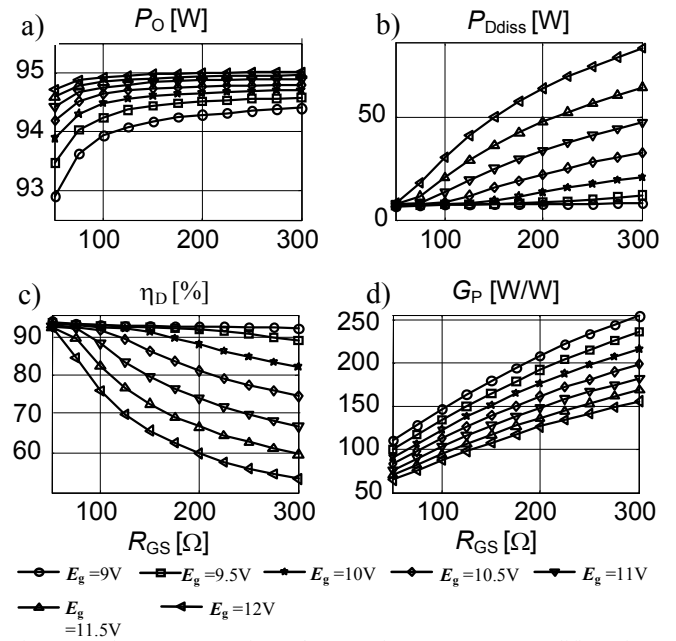 a)
P_O [W]
95
94
93
100
200
300
b)
P_Ddiss [W]
50
0
100
200
300
c)
η_D [%]
90
80
70
60
100
200
300
R_GS [Ω]
d)
G_P [W/W]
250
200
150
100
50
100
200
300
R_GS [Ω]
E_g =9V
E_g =9.5V
E_g =10V
E_g =10.5V
E_g =11V
E_g
=11.5V
E_g =12V